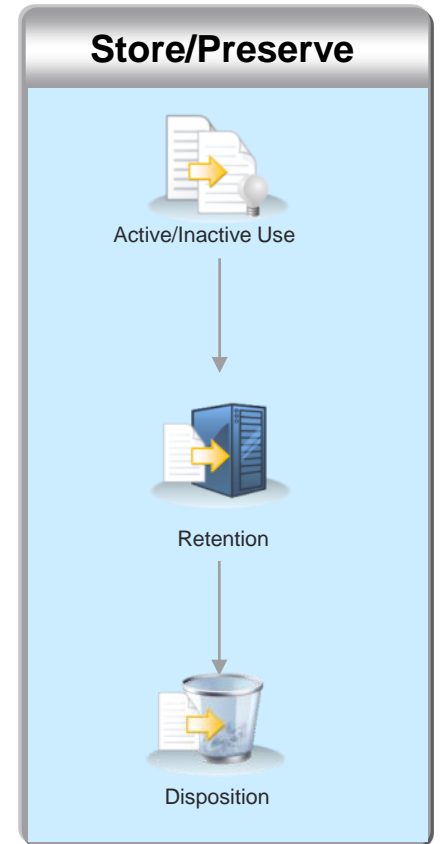 Store/Preserve
Active/Inactive Use
Retention
Disposition